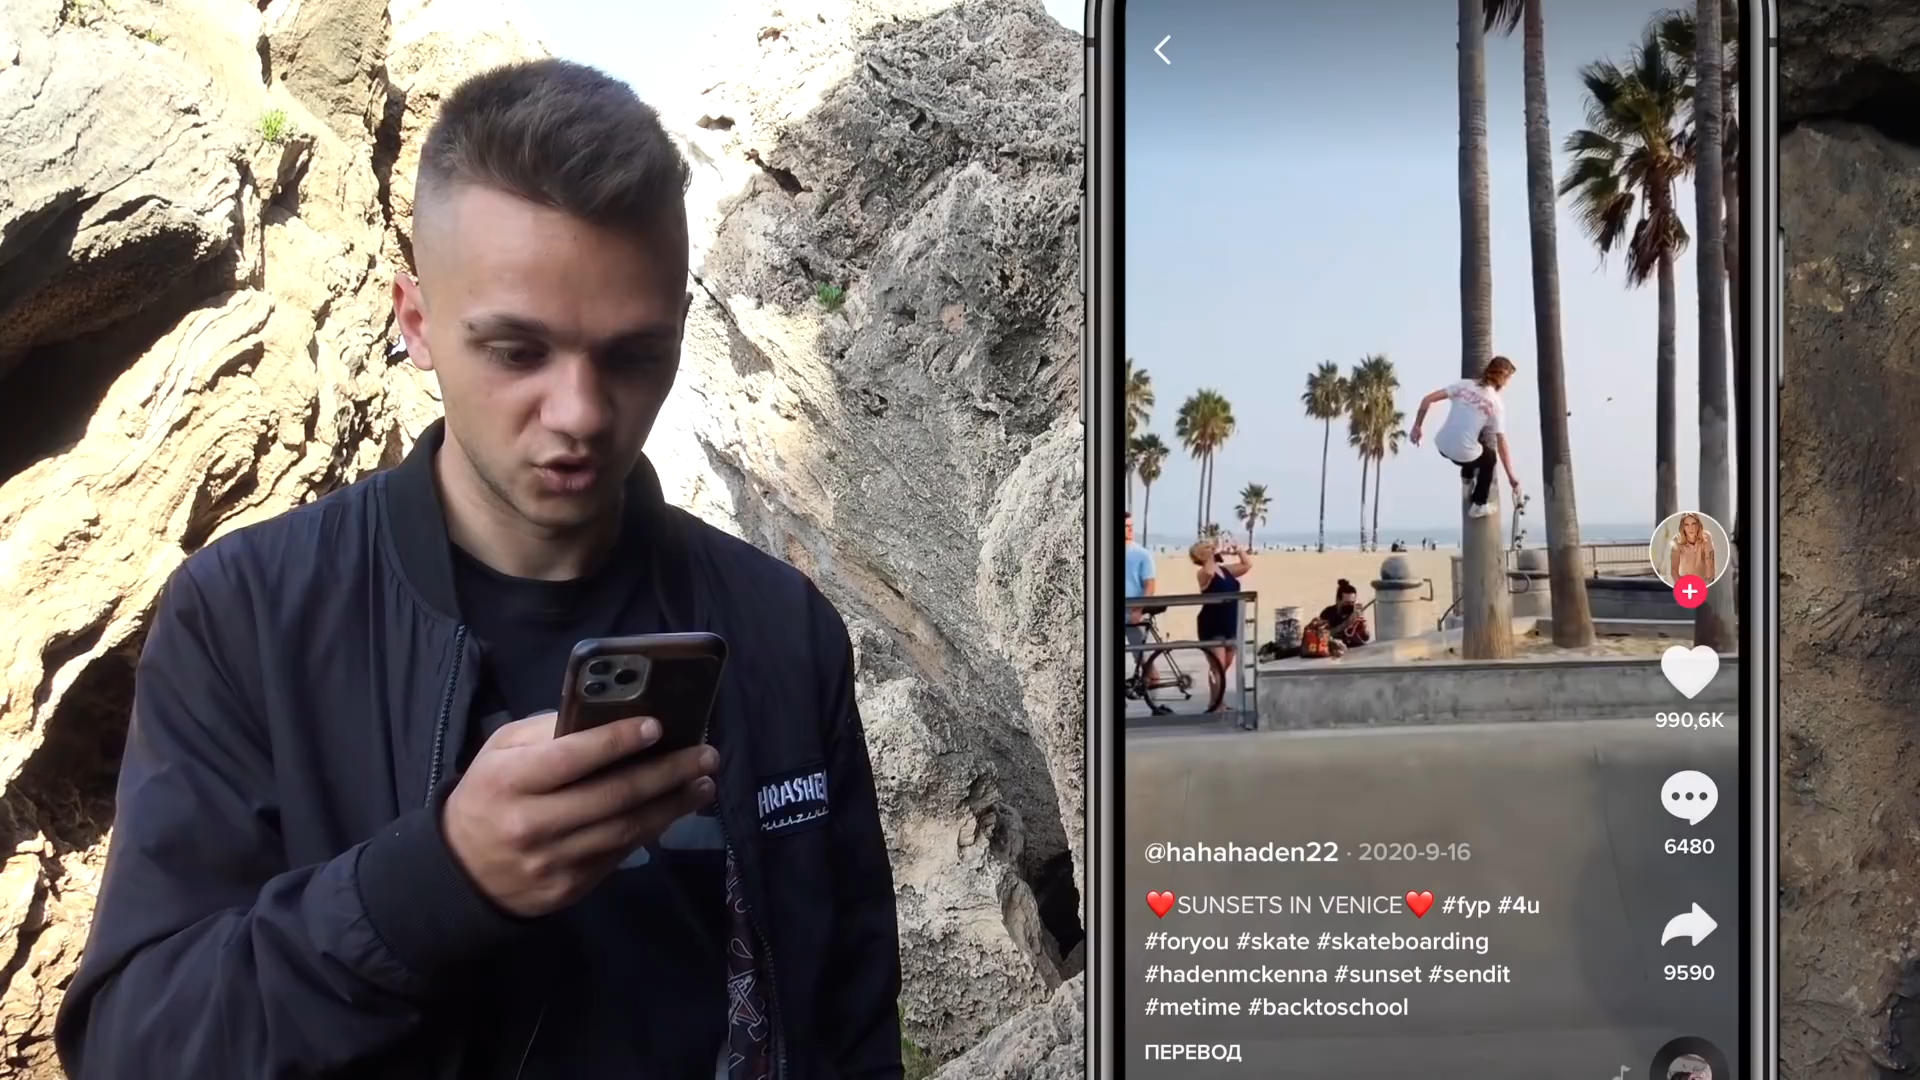 HRASHE
MAGAZINE
990,6K
6480
9590
@hahahaden22 · 2020-9-16
❤️SUNSETS IN VENICE❤️ #fyp #4u
#foryou #skate #skateboarding
#hadenmckenna #sunset #sendit
#metime #backtoschool
ПЕРЕВОД